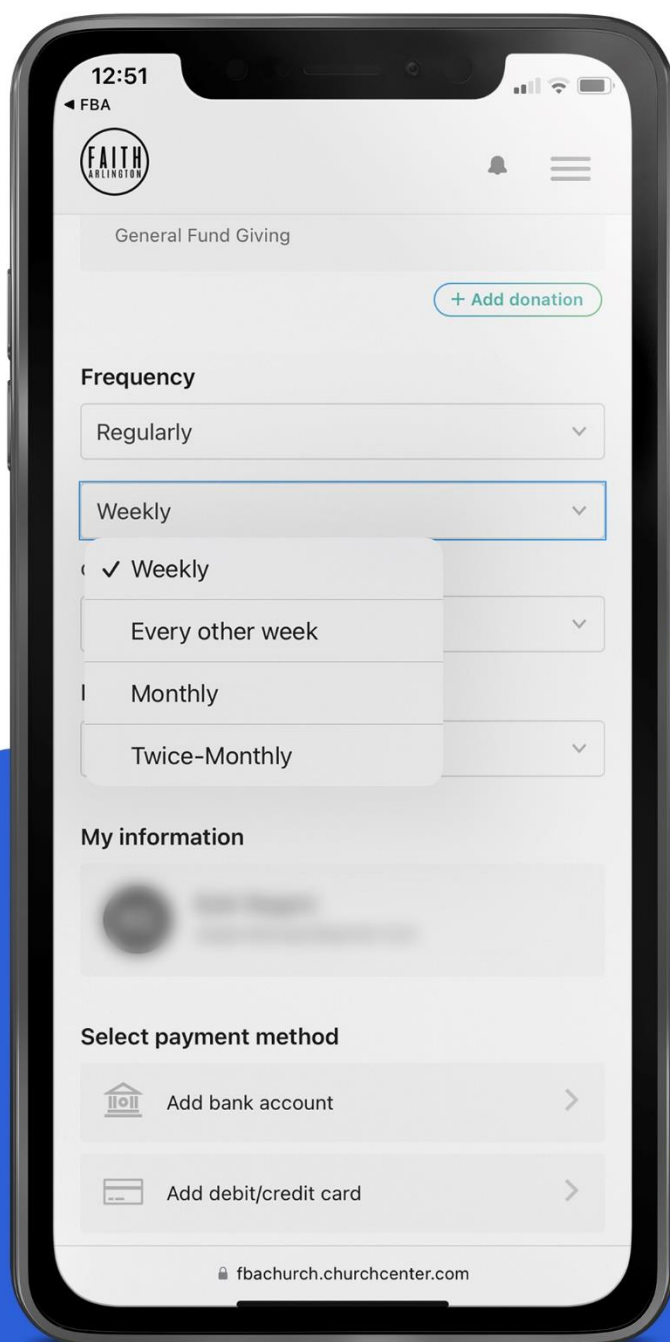 12:51
◀ FBA
FAITH
ARLINGTON
General Fund Giving
+ Add donation
Frequency
Regularly
Weekly
✓ Weekly
Every other week
Monthly
Twice-Monthly
My information
Select payment method
Add bank account
Add debit/credit card
fbachurch.churchcenter.com